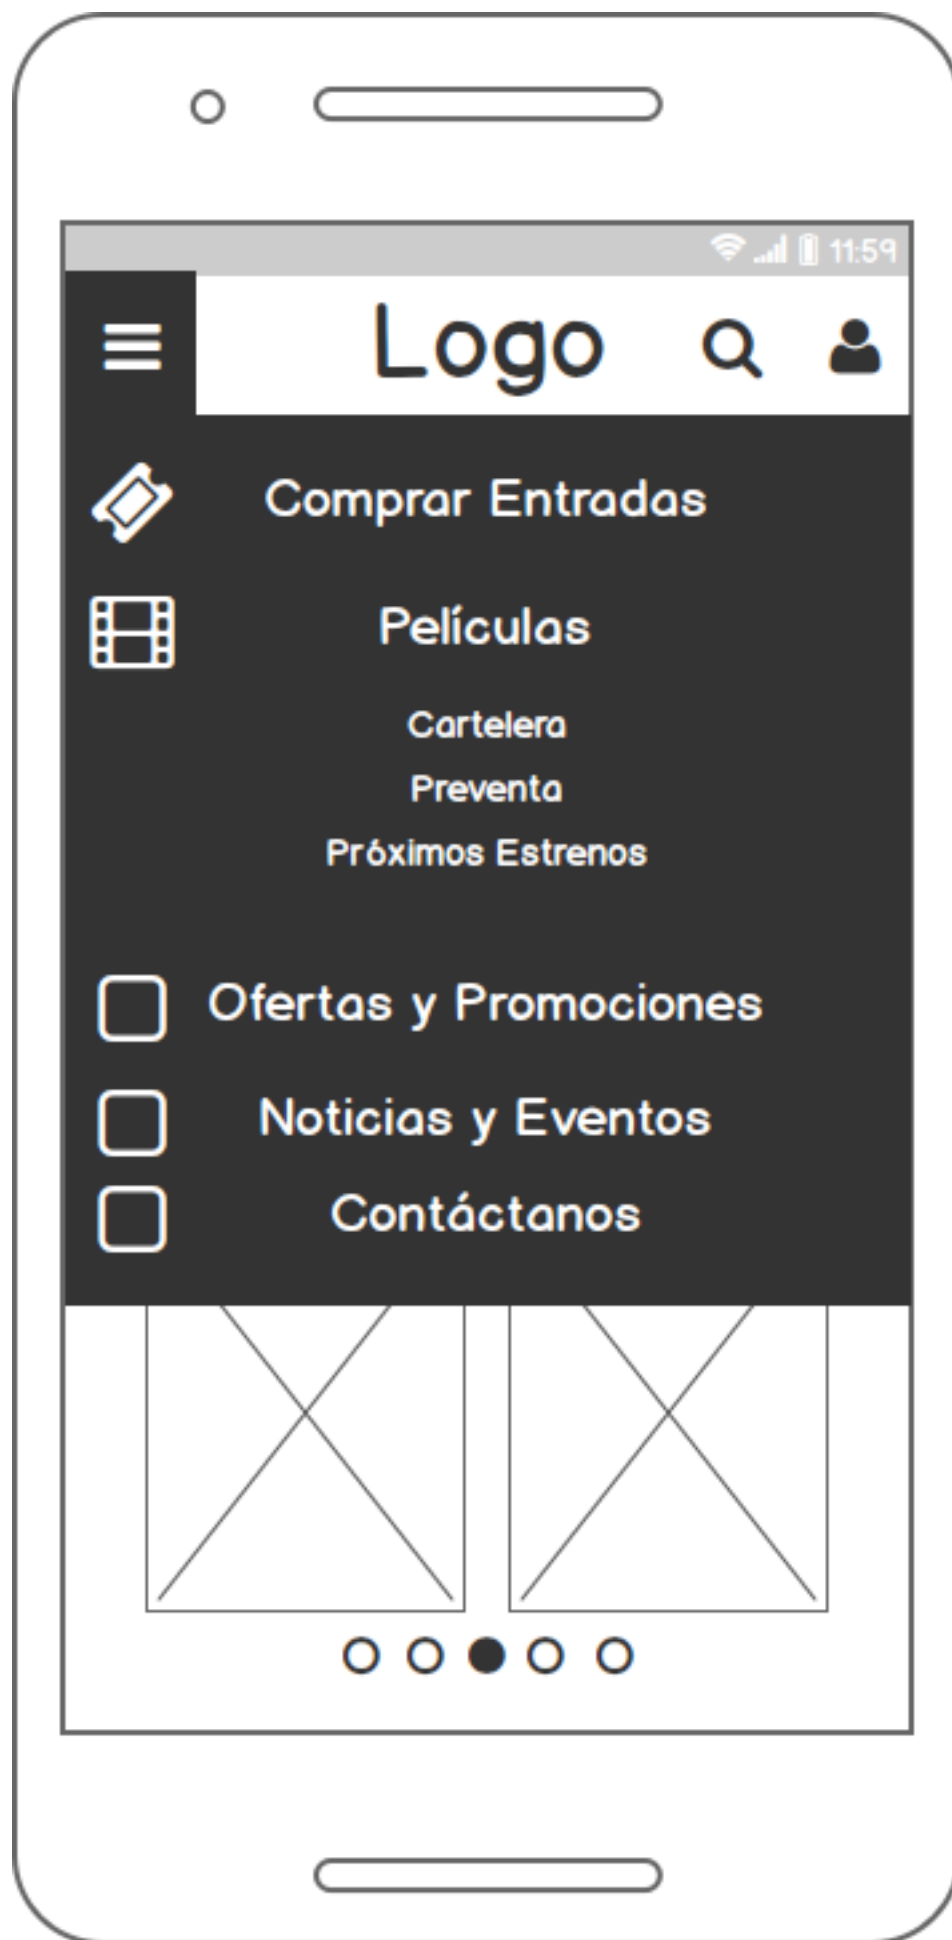 11:59
Logo
Comprar Entradas
Películas
Cartelera
Preventa
Próximos Estrenos
Ofertas y Promociones
Noticias y Eventos
Contáctanos